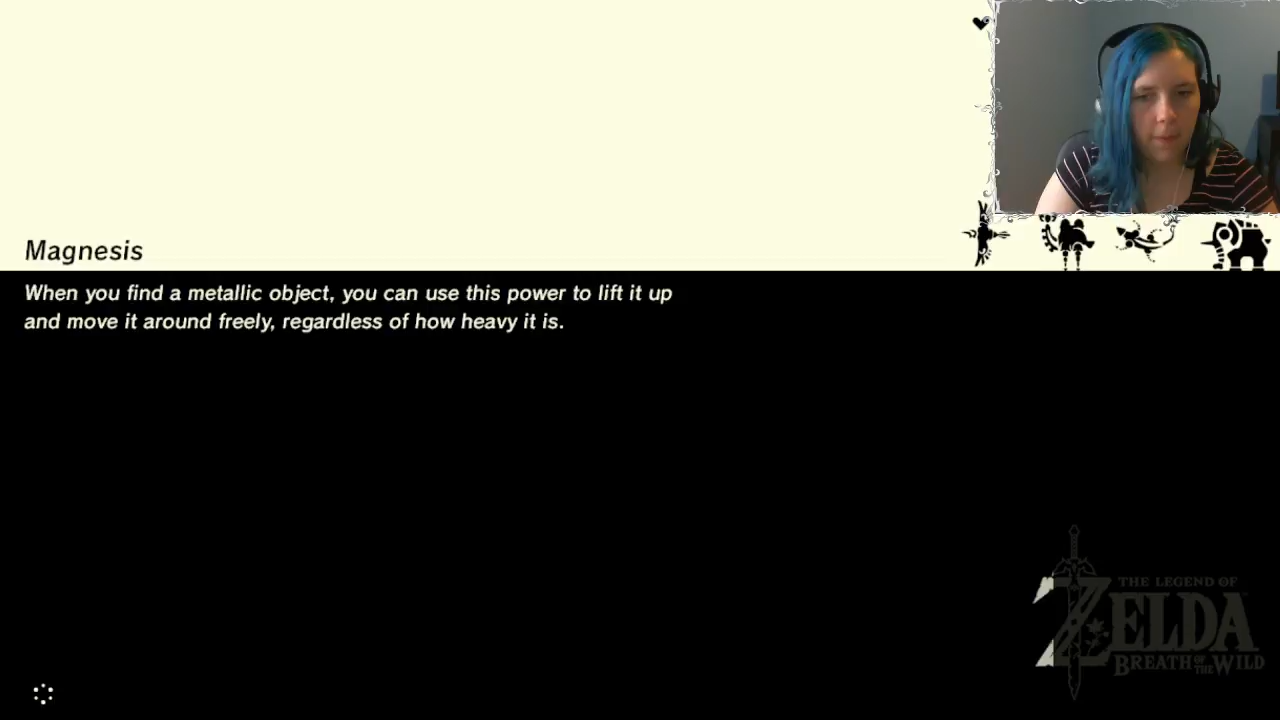 Magnesis
When you find a metallic object, you can use this power to lift it up
and move it around freely, regardless of how heavy it is.
THE LEGEND OF
ZELDA
BREATH OF THE WILD